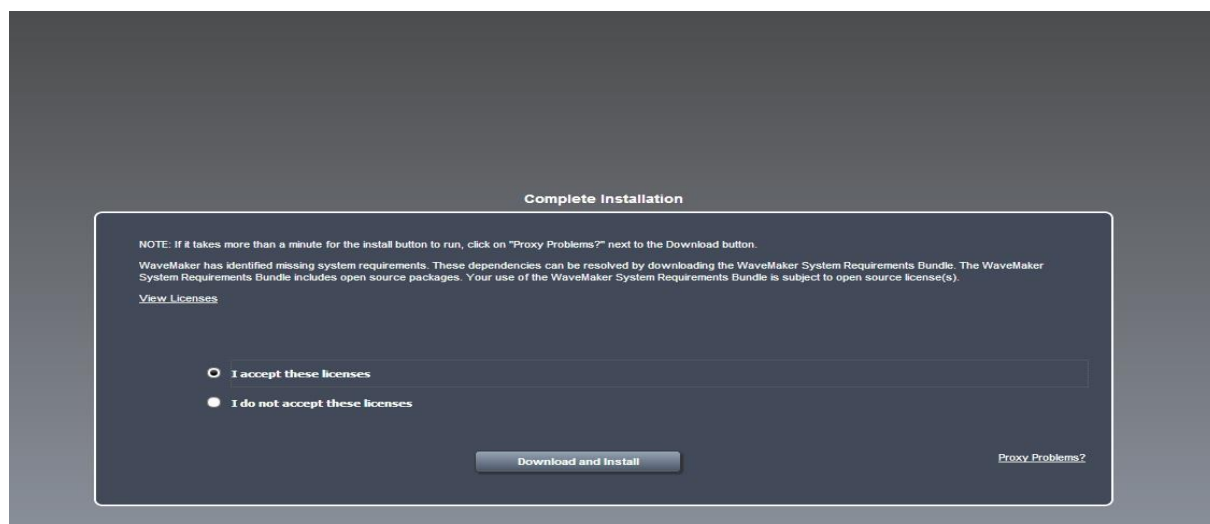 Complete Installation
NOTE: If it takes more than a minute for the install button to run, click on "Proxy Problems?" next to the Download button.
WaveMaker has identified missing system requirements. These dependencies can be resolved by downloading the WaveMaker System Requirements Bundle. The WaveMaker
System Requirements Bundle includes open source packages. Your use of the WaveMaker System Requirements Bundle is subject to open source license(s).
View Licenses
I accept these licenses
I do not accept these licenses
Download and Install
Proxy Problems?